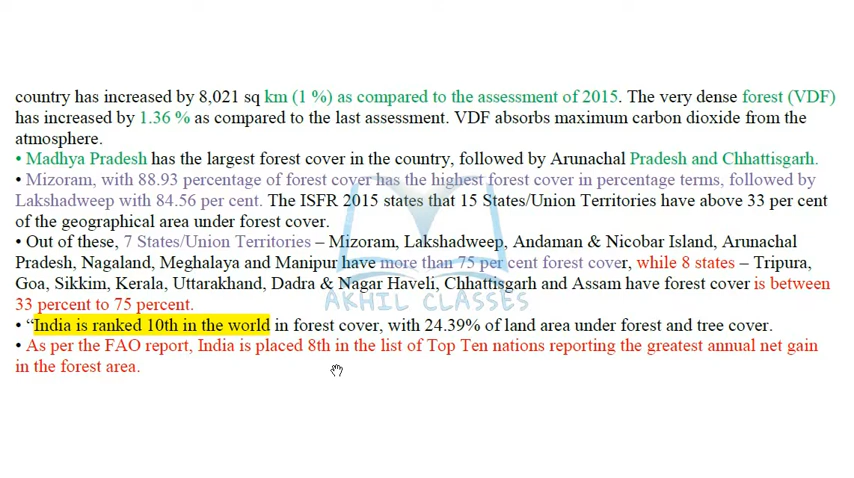 country has increased by 8,021 sq km (1 %) as compared to the assessment of 2015. The very dense forest (VDF)
has increased by 1.36 % as compared to the last assessment. VDF absorbs maximum carbon dioxide from the
atmosphere.
• Madhya Pradesh has the largest forest cover in the country, followed by Arunachal Pradesh and Chhattisgarh.
• Mizoram, with 88.93 percentage of forest cover has the highest forest cover in percentage terms, followed by
Lakshadweep with 84.56 per cent. The ISFR 2015 states that 15 States/Union Territories have above 33 per cent
of the geographical area under forest cover.
• Out of these, 7 States/Union Territories – Mizoram, Lakshadweep, Andaman & Nicobar Island, Arunachal
Pradesh, Nagaland, Meghalaya and Manipur have more than 75 per cent forest cover, while 8 states – Tripura,
Goa, Sikkim, Kerala, Uttarakhand, Dadra & Nagar Haveli, Chhattisgarh and Assam have forest cover is between
33 percent to 75 percent.
AKHIL CLASSES
• “India is ranked 10th in the world in forest cover, with 24.39% of land area under forest and tree cover.
• As per the FAO report, India is placed 8th in the list of Top Ten nations reporting the greatest annual net gain
in the forest area.